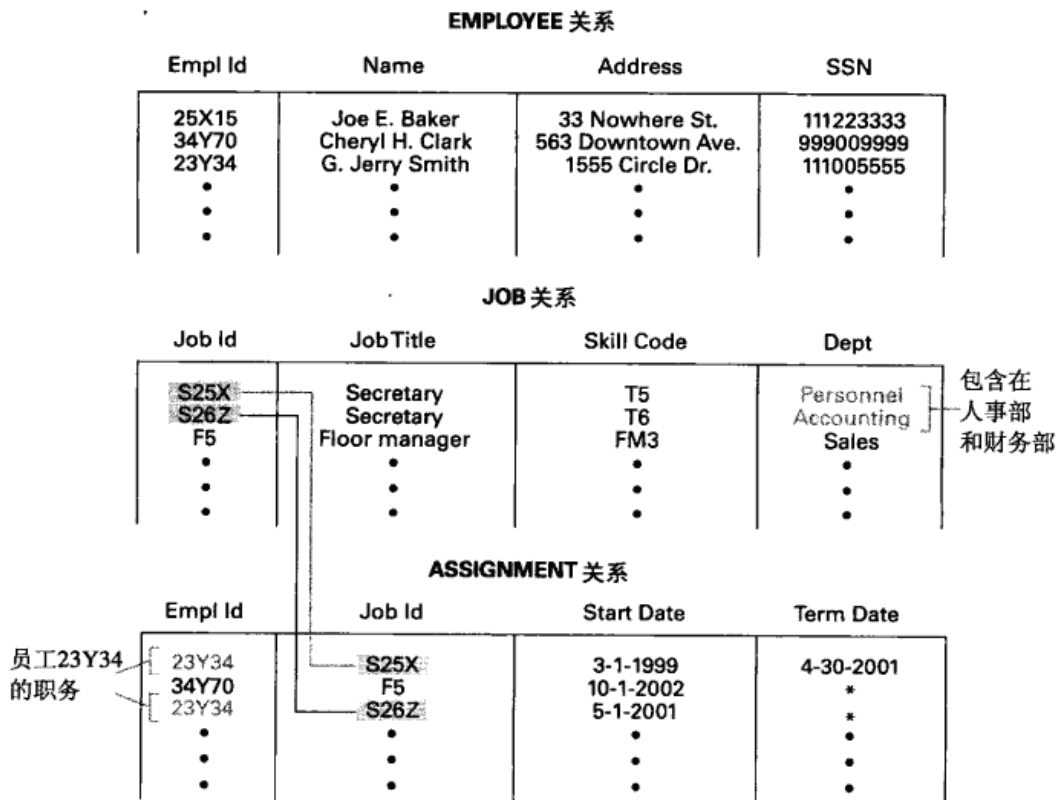 EMPLOYEE 关系
Empl Id Name Address SSN
25X15 Joe E. Baker 33 Nowhere St. 111223333
34Y70 Cheryl H. Clark 563 Downtown Ave. 999009999
23Y34 G. Jerry Smith 1555 Circle Dr. 111005555
JOB 关系
Job Id Job Title Skill Code Dept
S25X Secretary T5 Personnel
S26Z Secretary T6 Accounting
F5 Floor manager FM3 Sales
包含在
人事部
和财务部
ASSIGNMENT 关系
Empl Id Job Id Start Date Term Date
员工23Y34
的职务
23Y34 S25X 3-1-1999 4-30-2001
34Y70 F5 10-1-2002 *
23Y34 S26Z 5-1-2001 *